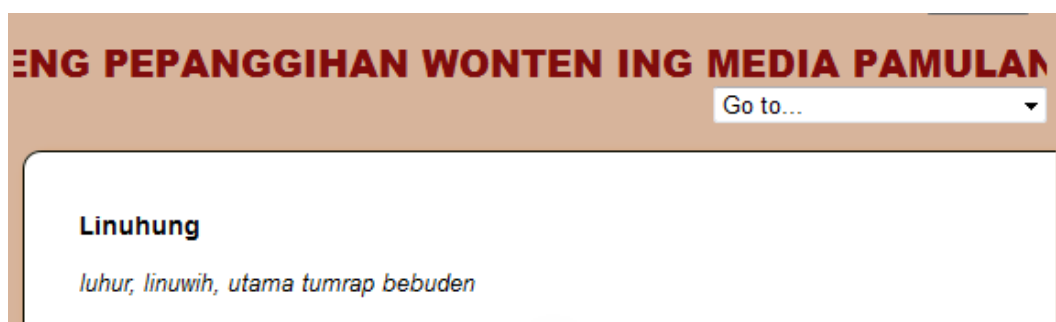 ENG PEPANGGIHAN WONTEN ING MEDIA PAMULAN
Go to...
Linuhung
luhur, linuwih, utama tumrap bebuden